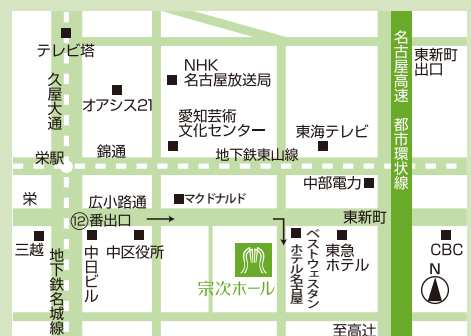 テレビ塔
久屋大通
オアシス21
NHK
名古屋放送局
愛知芸術
文化センター
東海テレビ
名古屋高速 都市環状線
東新町
出口
栄駅
錦通
地下鉄東山線
中部電力
栄
広小路通
マクドナルド
⑫番出口
東新町
三越
地下鉄名城線
中日ビル
中区役所
宗次ホール
ベストウェスタン
ホテル名古屋
東急
ホテル
CBC
N
至高辻